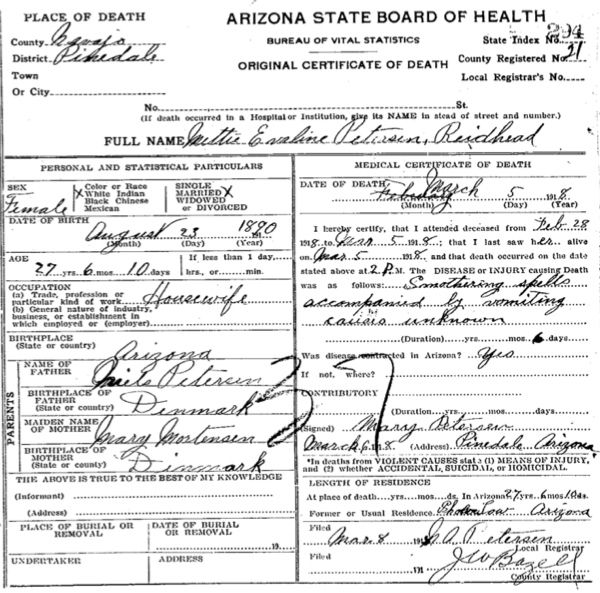 PLACE OF DEATH
County Navajo
District Pinedale
Town
Or City
ARIZONA STATE BOARD OF HEALTH
BUREAU OF VITAL STATISTICS
ORIGINAL CERTIFICATE OF DEATH
State Index No. 294
County Registered No. 21
Local Registrar's No.
No. St.
(If death occurred in a Hospital or Institution, give its NAME in stead of street and number.)
FULL NAME Mettie Evaline Petersen, Reidhead
PERSONAL AND STATISTICAL PARTICULARS
SEX Female
Color or Race
X White Indian
Black Chinese
Mexican
SINGLE
MARRIED X
WIDOWED
or DIVORCED
DATE OF BIRTH
August 23 1890
(Month) (Day) (Year)
AGE
27 yrs 6 mos 10 days
If less than 1 day
hrs., or min.
OCCUPATION
(a) Trade, profession or
particular kind of work Housewife
(b) General nature of industry,
business, or establishment in
which employed or (employer)
BIRTHPLACE
(State or country) Arizona
PARENTS
NAME OF
FATHER Niels Petersen
BIRTHPLACE OF
FATHER
(State or country) Denmark
MAIDEN NAME
OF MOTHER Mary Mortensen
BIRTHPLACE OF
MOTHER
(State or country) Denmark
THE ABOVE IS TRUE TO THE BEST OF MY KNOWLEDGE
(Informant)
(Address)
PLACE OF BURIAL OR
REMOVAL
DATE OF BURIAL
OR REMOVAL
19
UNDERTAKER
ADDRESS
37
MEDICAL CERTIFICATE OF DEATH
DATE OF DEATH March 5 1918
(Month) (Day) (Year)
I hereby certify, that I attended deceased from Feb 28
1918 to Mar 5 1918; that I last saw her alive
on Mar 5 1918 and that death occurred on the date
stated above at 2 P.M. The DISEASE or INJURY causing Death
was as follows: Smothering spells
accompanied by vomiting
causes unknown
(Duration) yrs. mos 6 days
Was disease contracted in Arizona? Yes
If not, where?
CONTRIBUTORY
(Duration) yrs. mos. days
(Signed) Mary Petersen
March 6 1918 (Address) Pinedale Arizona
*In deaths from VIOLENT CAUSES state (1) MEANS OF INJURY,
and (2) whether ACCIDENTAL, SUICIDAL, or HOMICIDAL.
LENGTH OF RESIDENCE
At place of death yrs. mos. ds. In Arizona 27 yrs 6 mos 10 ds.
Former or Usual Residence Arizona
Filed
Mar 8 191 A. Petersen
Local Registrar
Filed
191 J W Bazell
County Registrar